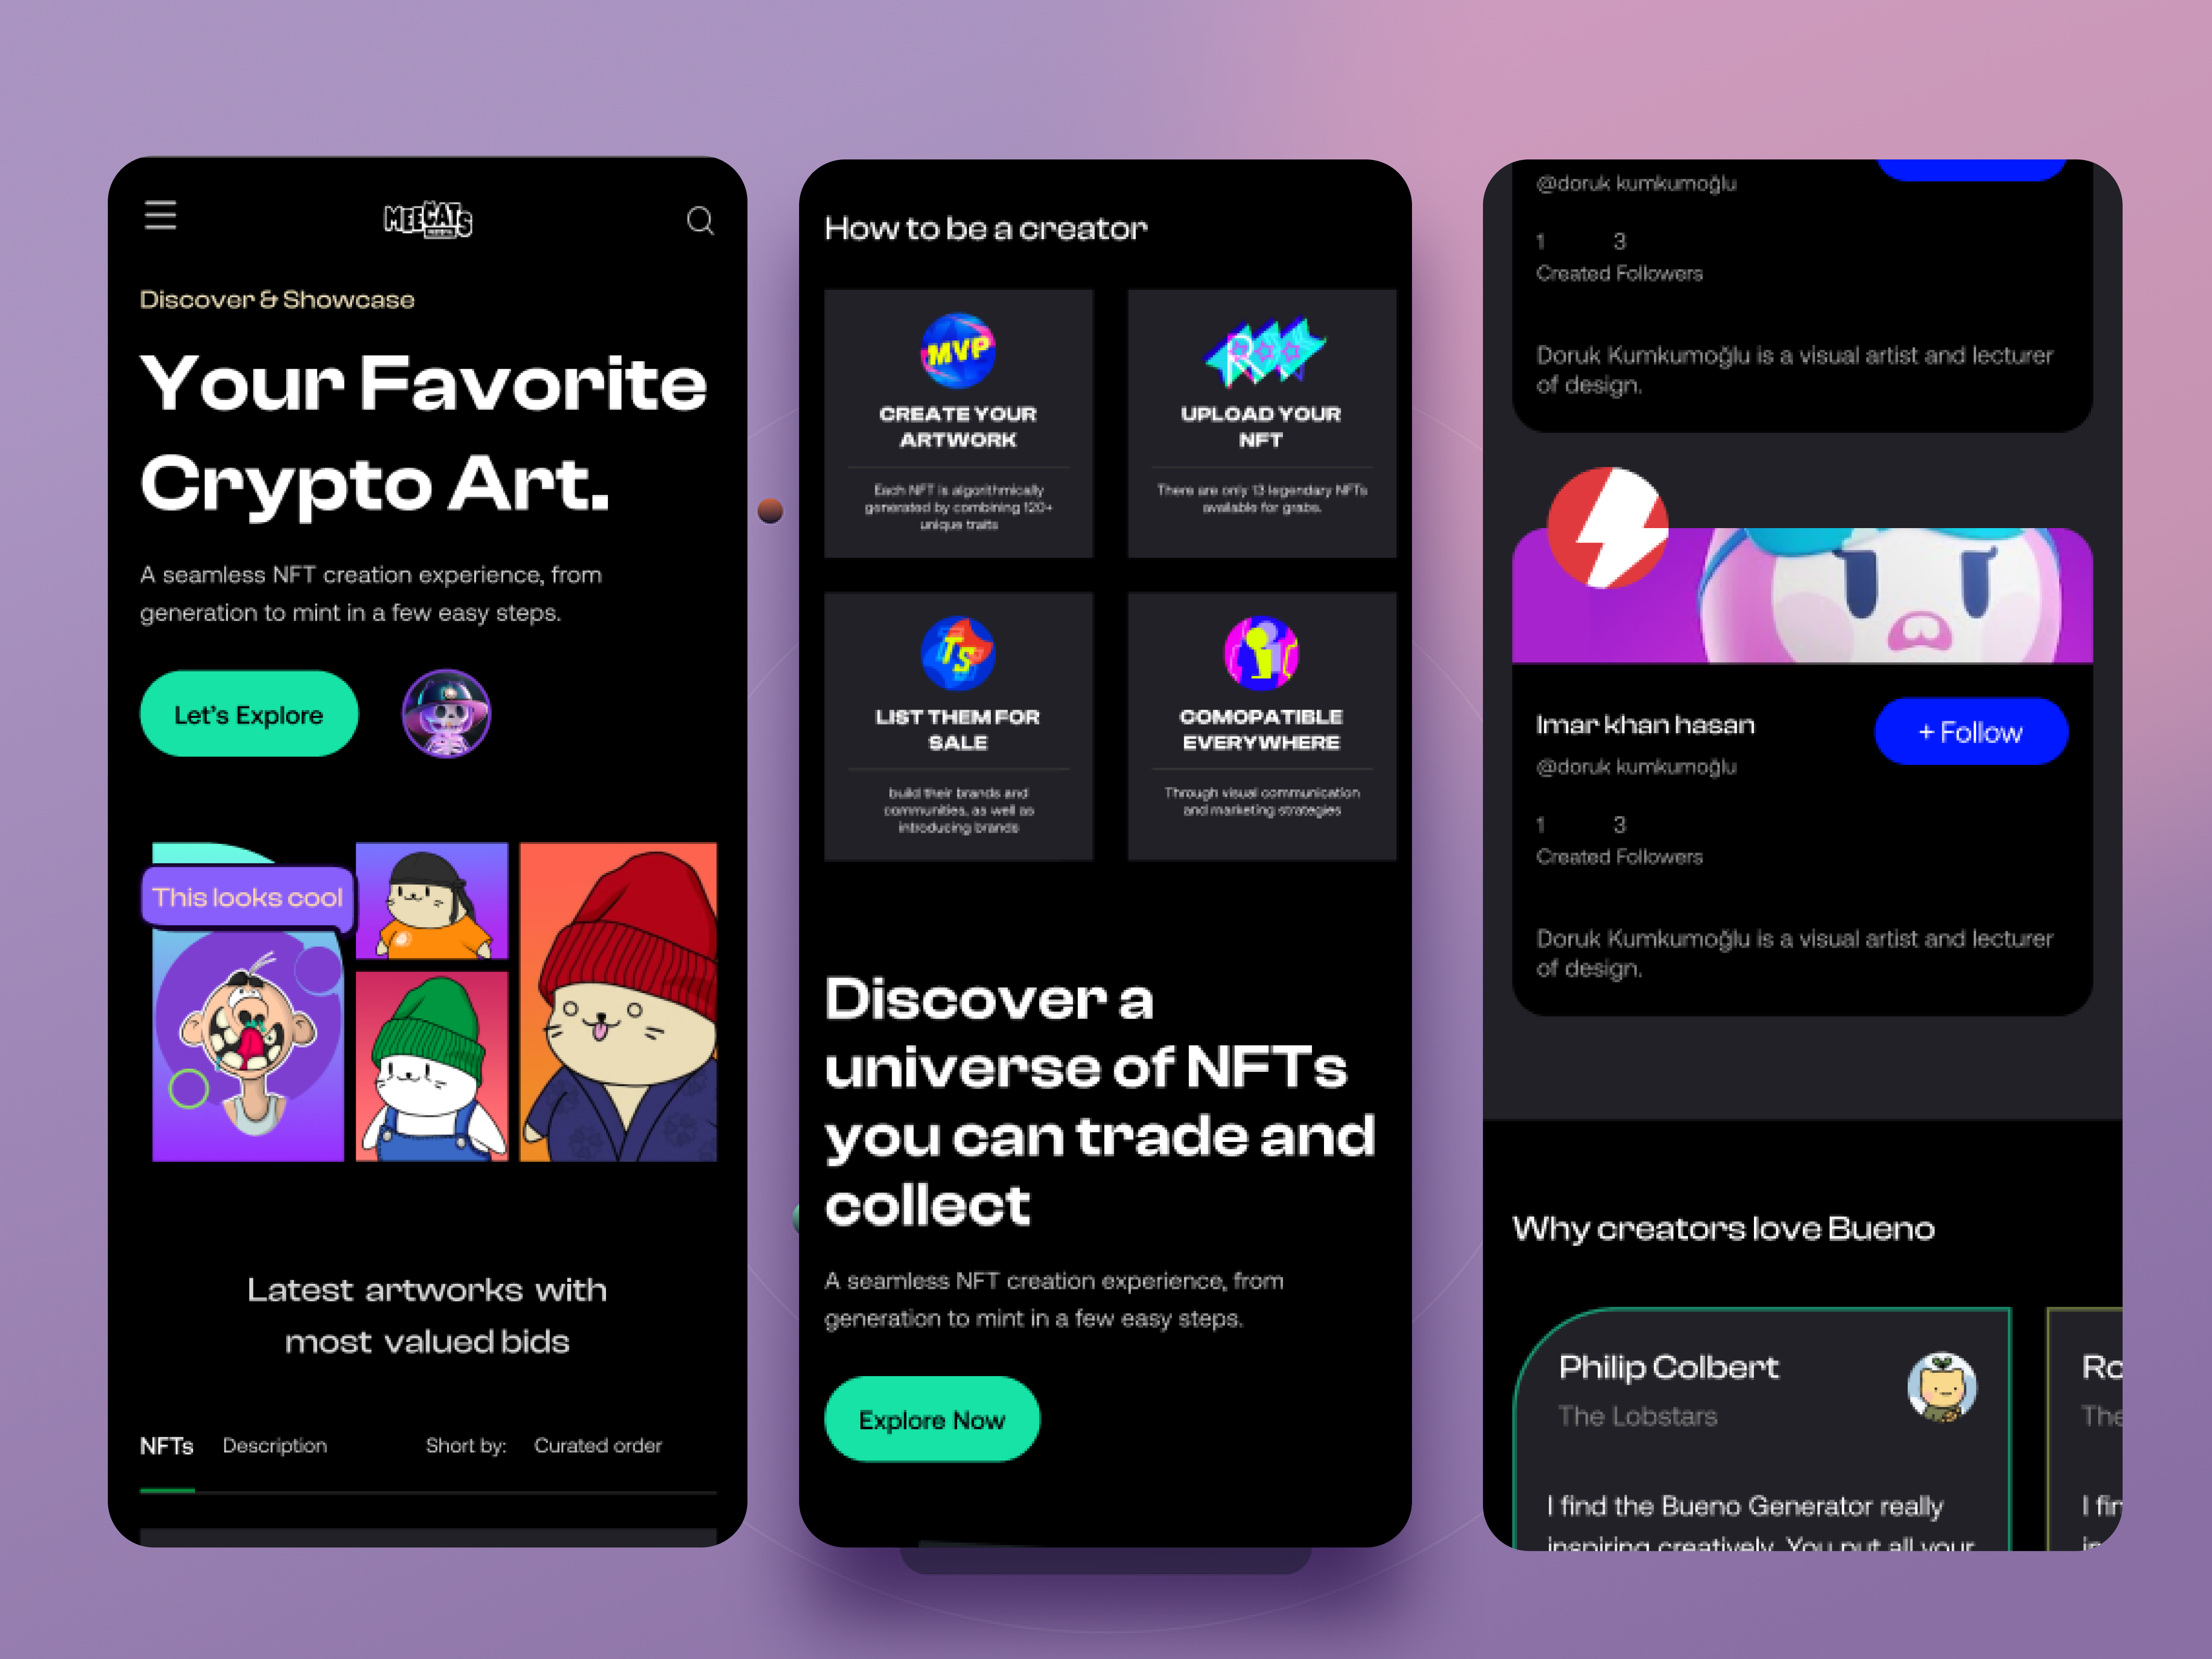 MEECATS
Discover & Showcase
Your Favorite
Crypto Art.
A seamless NFT creation experience, from
generation to mint in a few easy steps.
Let's Explore
This looks cool
Latest artworks with
most valued bids
NFTs Description Short by: Curated order
How to be a creator
MVP
CREATE YOUR
ARTWORK
Each NFT is algorithmically
generated by combining 120+
unique traits
UPLOAD YOUR
NFT
There are only 13 legendary NFTs
available for grabs.
TS
LIST THEM FOR
SALE
build their brands and
communities, as well as
introducing brands
COMOPATIBLE
EVERYWHERE
Through visual communication
and marketing strategies
Discover a
universe of NFTs
you can trade and
collect
A seamless NFT creation experience, from
generation to mint in a few easy steps.
Explore Now
@doruk kumkumoğlu
1 3
Created Followers
Doruk Kumkumoğlu is a visual artist and lecturer
of design.
Imar khan hasan
+ Follow
@doruk kumkumoğlu
1 3
Created Followers
Doruk Kumkumoğlu is a visual artist and lecturer
of design.
Why creators love Bueno
Philip Colbert
The Lobstars
I find the Bueno Generator really
inspiring creatively. You put all your
Ro
The
I fin